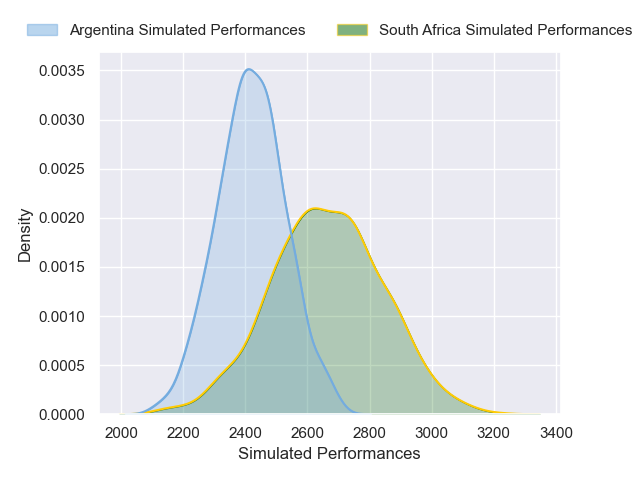 Argentina Simulated Performances South Africa Simulated Performances
0.0035
0.0030
0.0025
0.0020
0.0015
0.0010
0.0005
0.0000
Density
2000 2200 2400 2600 2800 3000 3200 3400
Simulated Performances